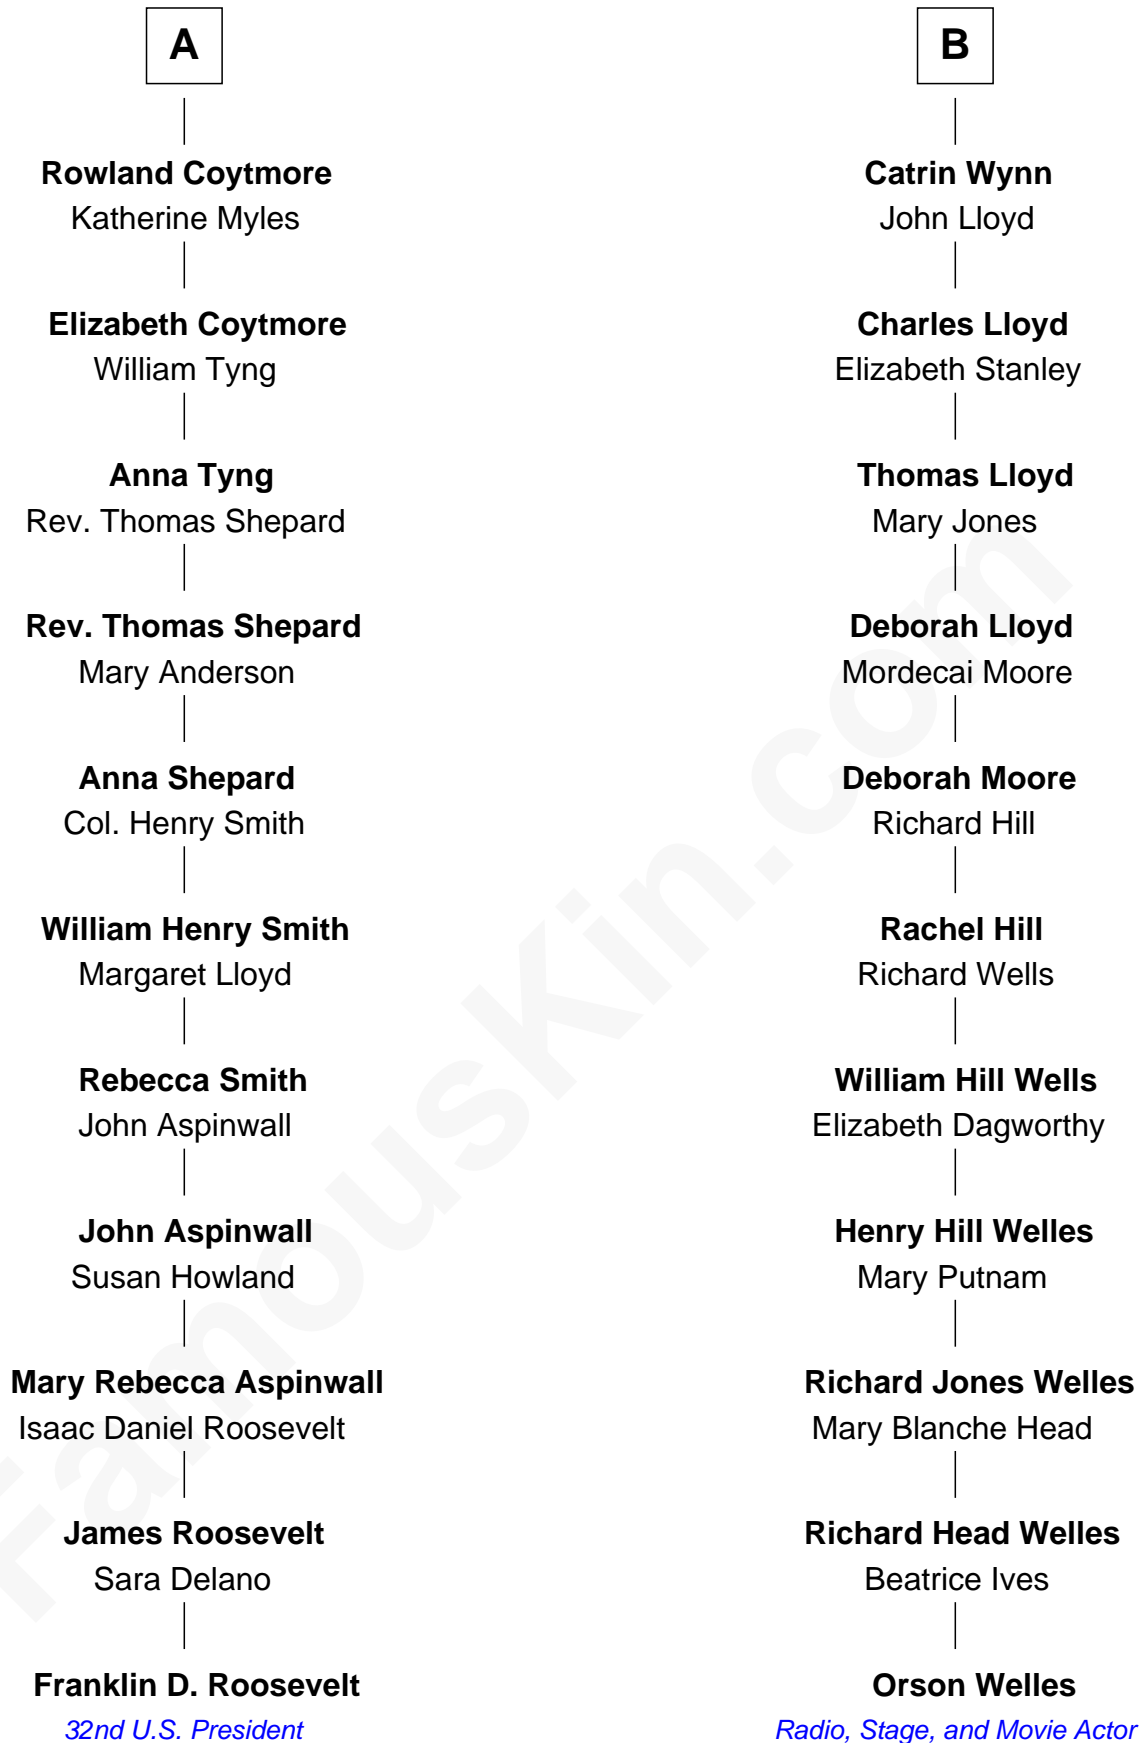 A
Rowland Coytmore
Katherine Myles
Elizabeth Coytmore
William Tyng
Anna Tyng
Rev. Thomas Shepard
Rev. Thomas Shepard
Mary Anderson
Anna Shepard
Col. Henry Smith
William Henry Smith
Margaret Lloyd
Rebecca Smith
John Aspinwall
John Aspinwall
Susan Howland
Mary Rebecca Aspinwall
Isaac Daniel Roosevelt
James Roosevelt
Sara Delano
Franklin D. Roosevelt
32nd U.S. President
B
Catrin Wynn
John Lloyd
Charles Lloyd
Elizabeth Stanley
Thomas Lloyd
Mary Jones
Deborah Lloyd
Mordecai Moore
Deborah Moore
Richard Hill
Rachel Hill
Richard Wells
William Hill Wells
Elizabeth Dagworthy
Henry Hill Welles
Mary Putnam
Richard Jones Welles
Mary Blanche Head
Richard Head Welles
Beatrice Ives
Orson Welles
Radio, Stage, and Movie Actor
FamousKin.com